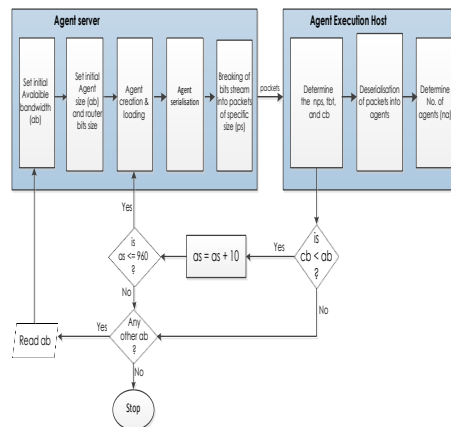 Agent server
Set initial
Avalaible
bandwidth
(ab)
Set initial
Agent
size (ab)
and router
bits size
Agent
creation &
loading
Agent
serialisation
Breaking of
bits stream
into packets
of specific
size (ps)
packets
Agent Execution Host
Determine
the nps, tbt,
and cb
Deserialisation
of packets into
agents
Determine
No. of
agents (na)
Yes
is
as <= 960
?
as = as + 10
Yes
is
cb < ab
?
No
No
Read ab
Yes
Any
other ab
?
No
Stop